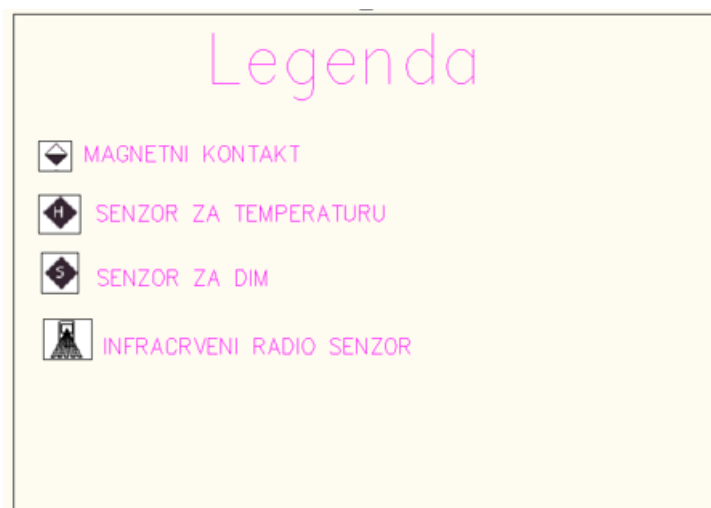 Legenda
MAGNETNI KONTAKT
H SENZOR ZA TEMPERATURU
S SENZOR ZA DIM
INFRACRVENI RADIO SENZOR